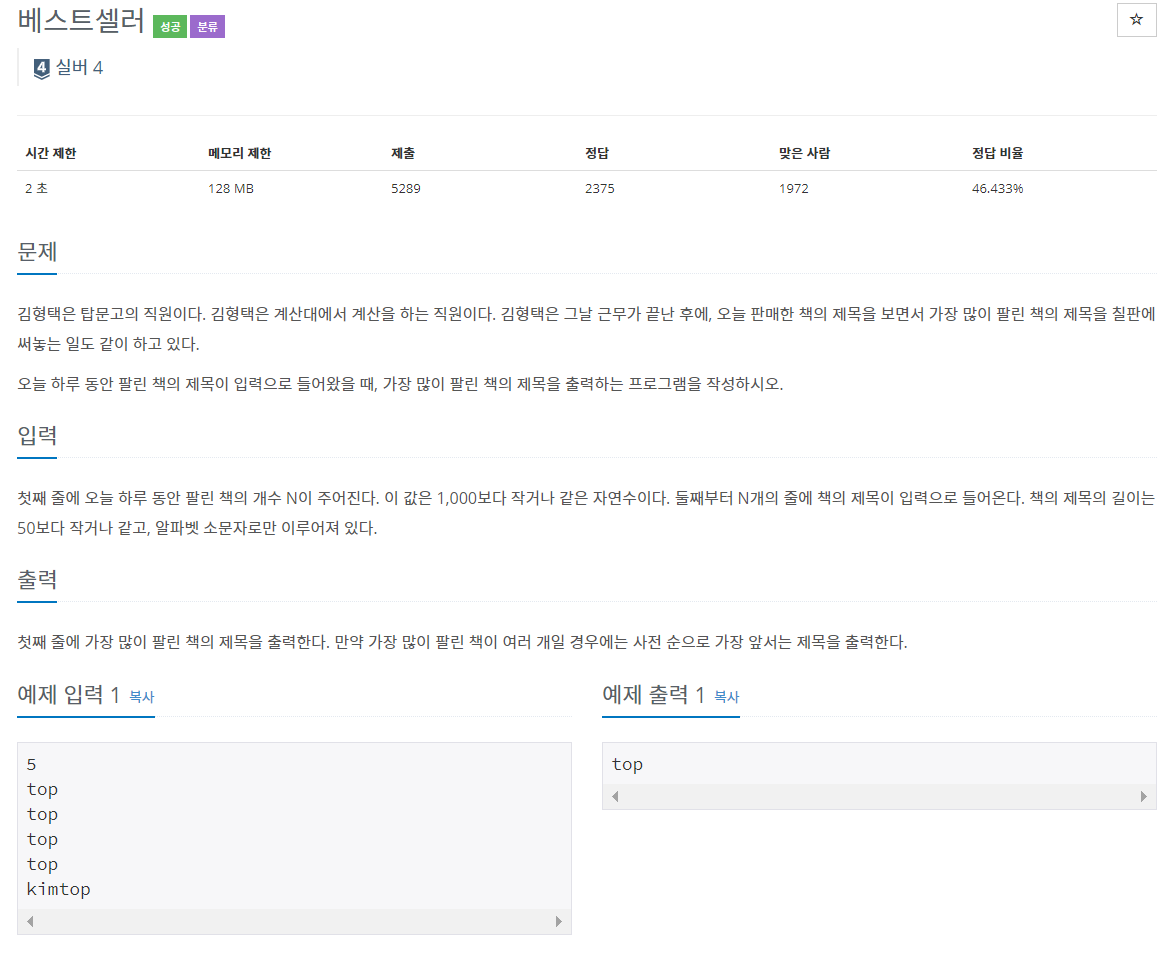 베스트셀러 성공 분류
☆
4 실버 4
시간 제한 메모리 제한 제출 정답 맞은 사람 정답 비율
2 초 128 MB 5289 2375 1972 46.433%
문제
김형택은 탑문고의 직원이다. 김형택은 계산대에서 계산을 하는 직원이다. 김형택은 그날 근무가 끝난 후에, 오늘 판매한 책의 제목을 보면서 가장 많이 팔린 책의 제목을 칠판에
써놓는 일도 같이 하고 있다.
오늘 하루 동안 팔린 책의 제목이 입력으로 들어왔을 때, 가장 많이 팔린 책의 제목을 출력하는 프로그램을 작성하시오.
입력
첫째 줄에 오늘 하루 동안 팔린 책의 개수 N이 주어진다. 이 값은 1,000보다 작거나 같은 자연수이다. 둘째부터 N개의 줄에 책의 제목이 입력으로 들어온다. 책의 제목의 길이는
50보다 작거나 같고, 알파벳 소문자로만 이루어져 있다.
출력
첫째 줄에 가장 많이 팔린 책의 제목을 출력한다. 만약 가장 많이 팔린 책이 여러 개일 경우에는 사전 순으로 가장 앞서는 제목을 출력한다.
예제 입력 1 복사
5
top
top
top
top
kimtop
예제 출력 1 복사
top